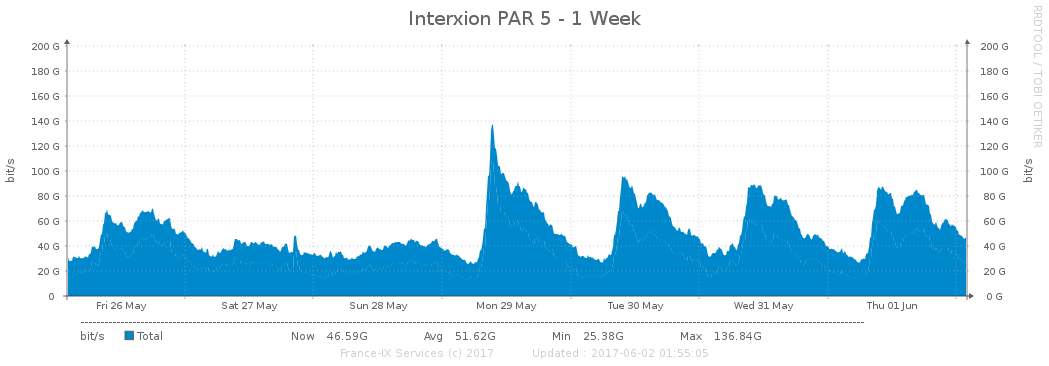 Interxion PAR 5 - 1 Week
RRDTOOL / TOBI OETIKER
200 G 200 G
180 G 180 G
160 G 160 G
140 G 140 G
120 G 120 G
100 G 100 G
80 G 80 G
60 G 60 G
40 G 40 G
20 G 20 G
0 0 G
bit/s bit/s
Fri 26 May Sat 27 May Sun 28 May Mon 29 May Tue 30 May Wed 31 May Thu 01 Jun
bit/s Total Now 46.59G Avg 51.62G Min 25.38G Max 136.84G
France-IX Services (c) 2017 Updated : 2017-06-02 01:55:05